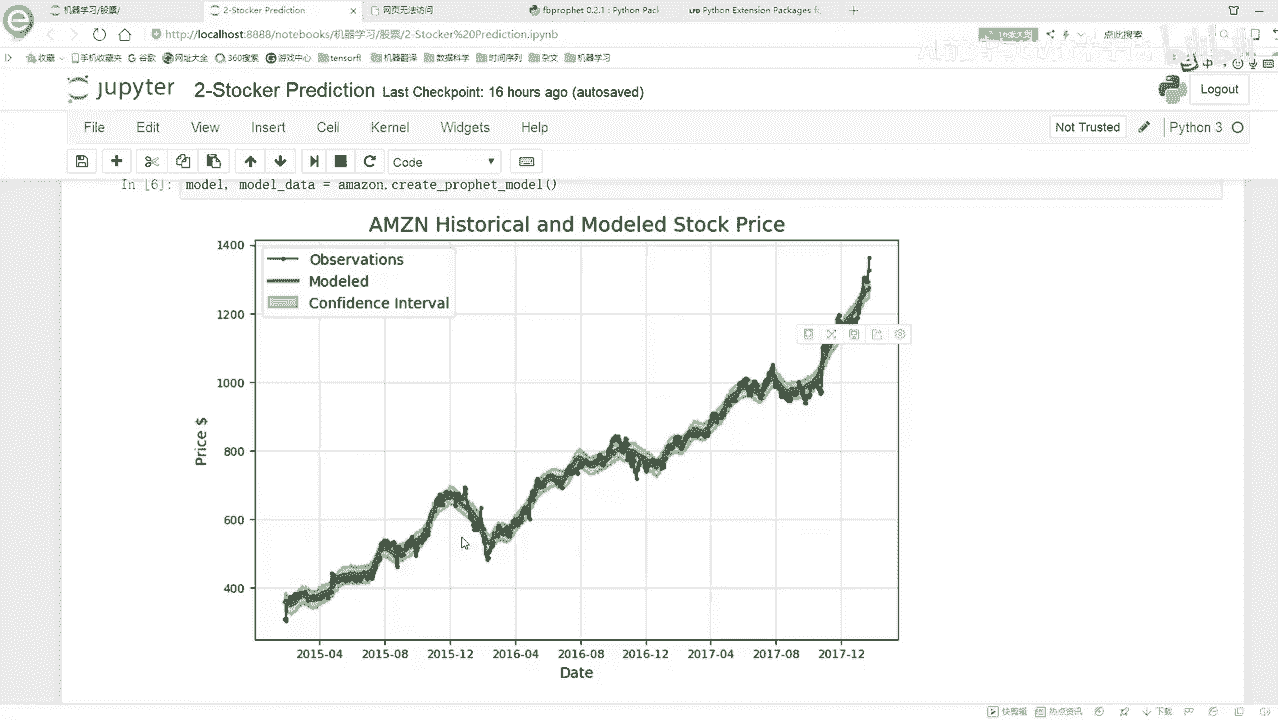 机器学习/股票/
2-Stocker Prediction
网页无法访问
fbprophet 0.2.1 : Python Pack
Python Extension Packages f
http://localhost:8888/notebooks/机器学习/股票/2-Stocker%20Prediction.ipynb
点此搜索
收藏 手机收藏夹 谷歌 网址大全 360搜索 游戏中心 tensorfl 机器翻译 数据科学 时间序列 杂文 机器学习
jupyter 2-Stocker Prediction Last Checkpoint: 16 hours ago (autosaved)
Logout
File Edit View Insert Cell Kernel Widgets Help
Not Trusted
Python 3
Code
In [6]: model, model_data = amazon.create_prophet_model()
AMZN Historical and Modeled Stock Price
Observations
Modeled
Confidence Interval
1400
1200
1000
800
600
400
Price $
2015-04 2015-08 2015-12 2016-04 2016-08 2016-12 2017-04 2017-08 2017-12
Date
快剪辑 热点资讯 下载